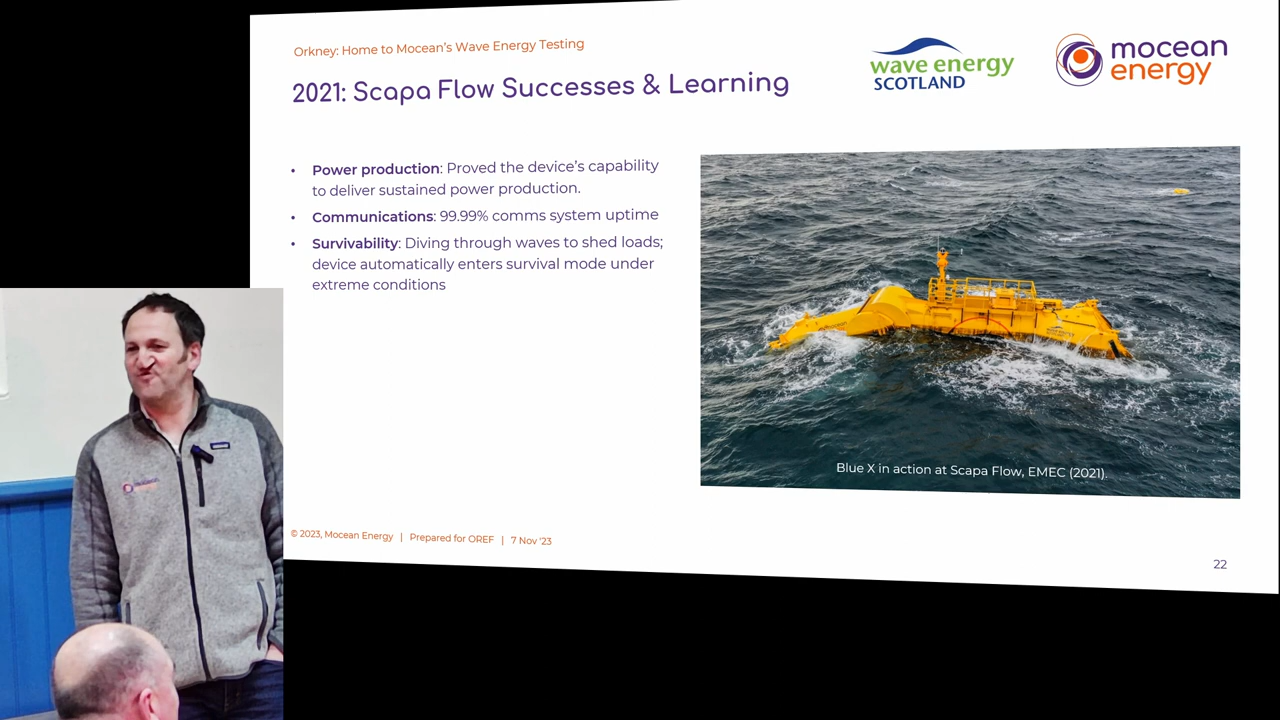 Orkney: Home to Mocean's Wave Energy Testing
2021: Scapa Flow Successes & Learning
wave energy
SCOTLAND
mocean
energy
• Power production: Proved the device's capability
to deliver sustained power production.
• Communications: 99.99% comms system uptime
• Survivability: Diving through waves to shed loads;
device automatically enters survival mode under
extreme conditions
Blue X in action at Scapa Flow, EMEC (2021).
© 2023, Mocean Energy | Prepared for OREF | 7 Nov '23
22